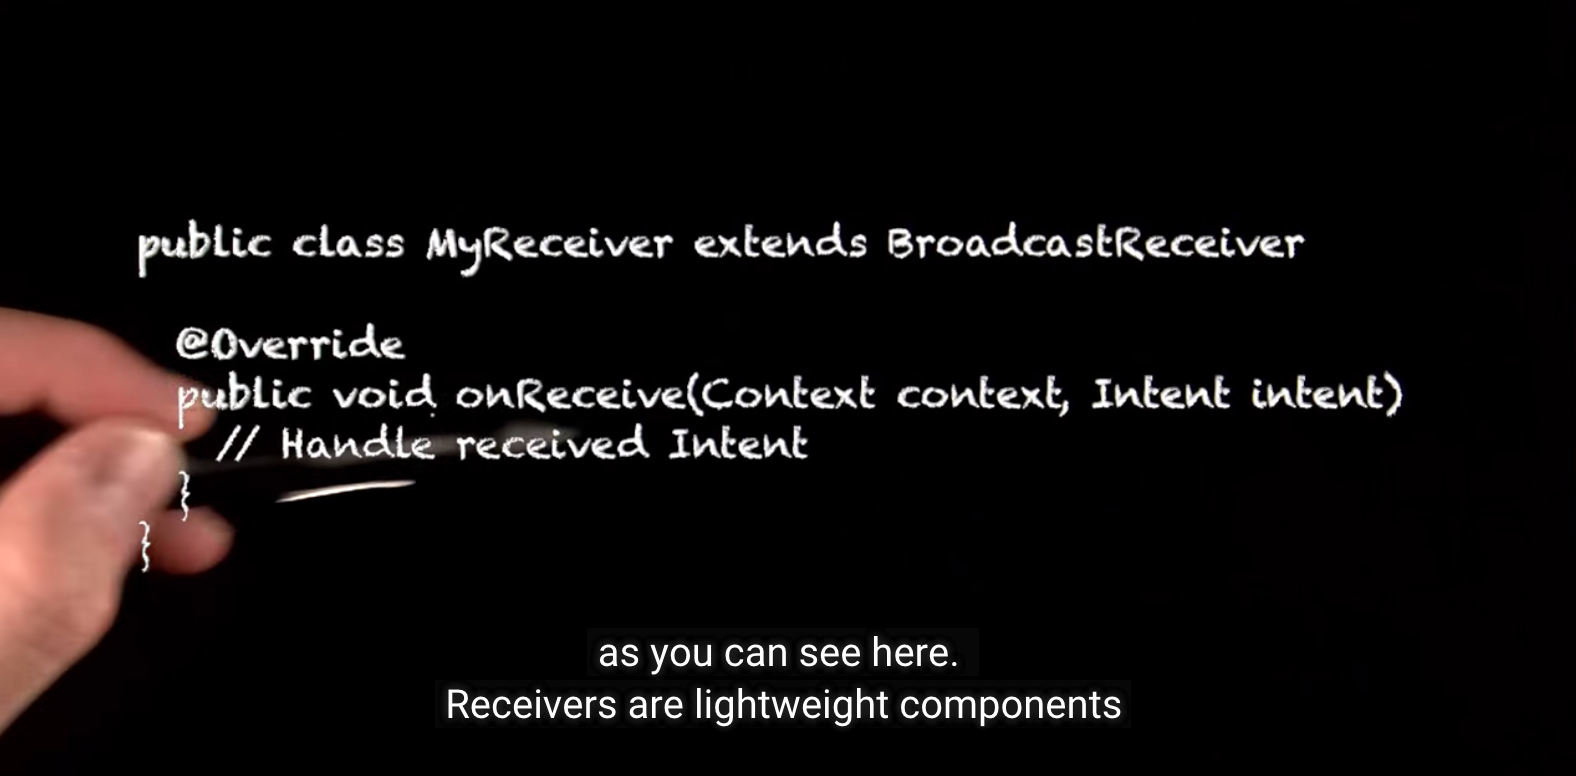 public class MyReceiver extends BroadcastReceiver
@Override
public void onReceive(Context context, Intent intent)
// Handle received Intent
}
}
as you can see here.
Receivers are lightweight components